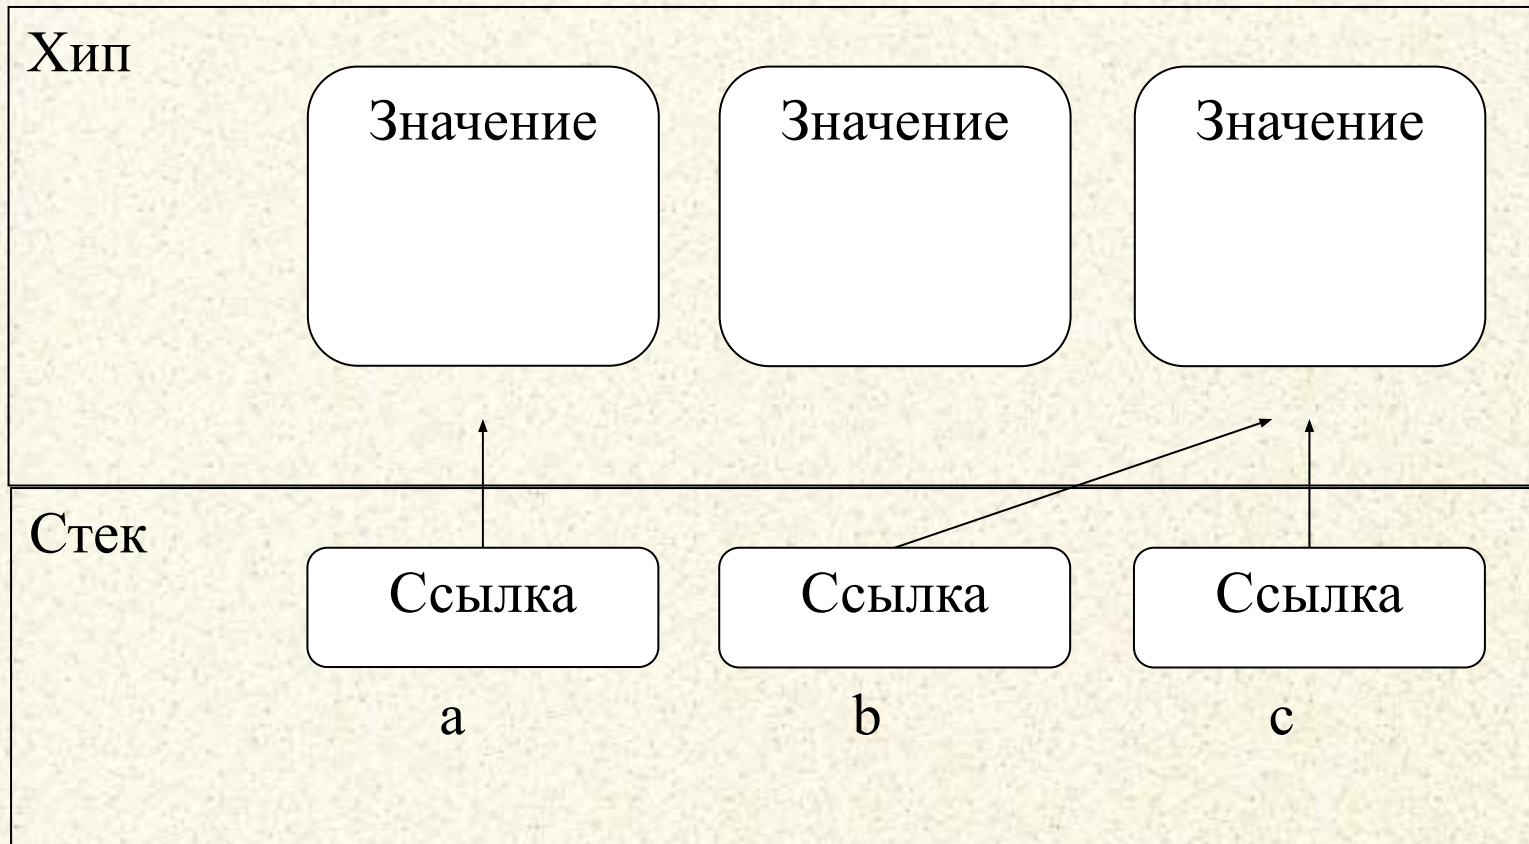 Хип
Значение
Значение
Значение
Стек
Ссылка
Ссылка
Ссылка
a
b
c